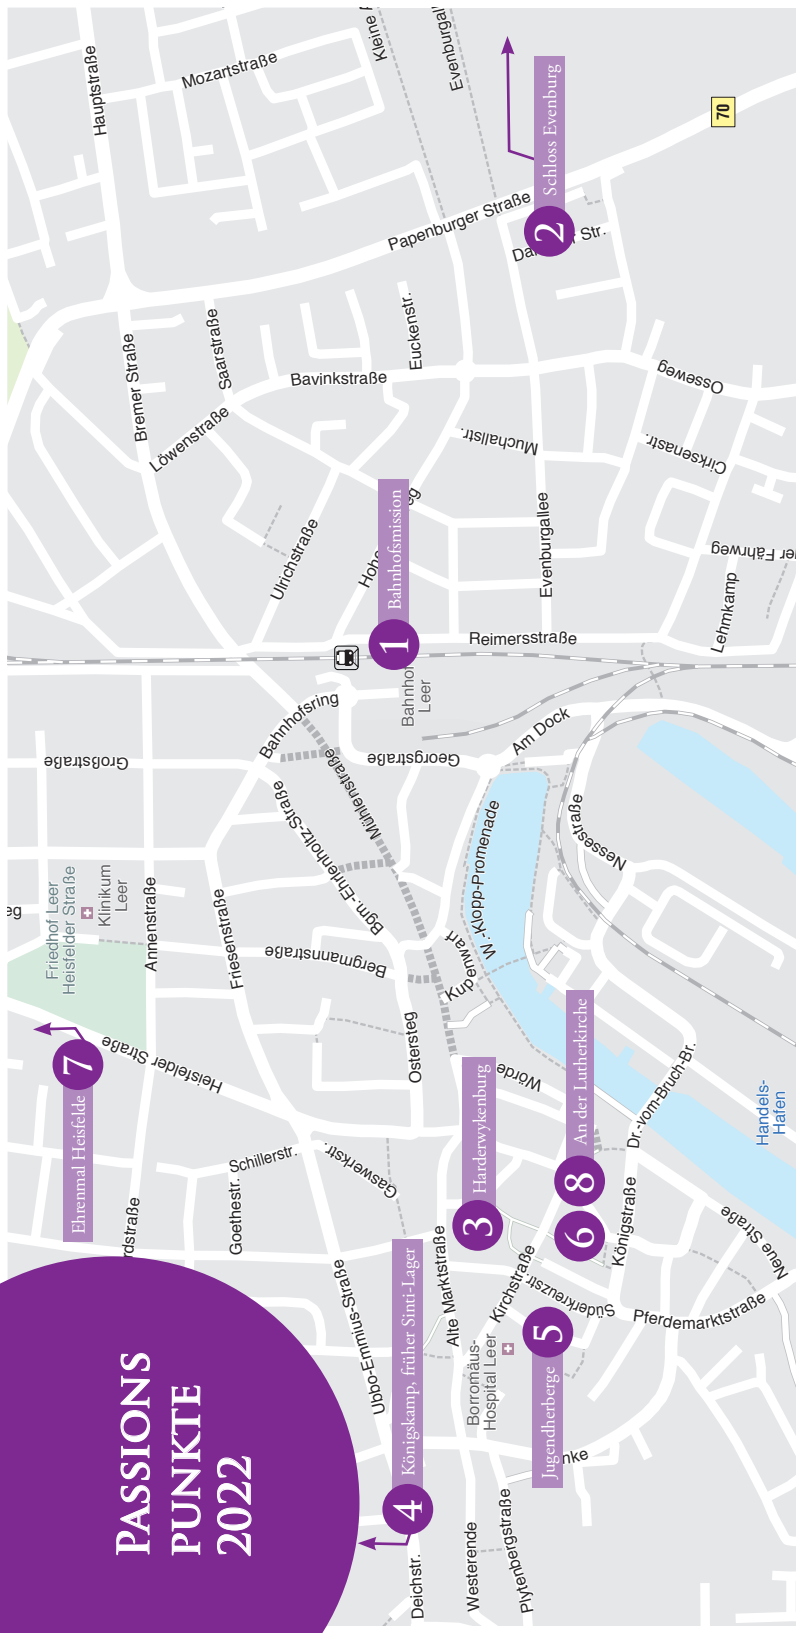 PASSIONS
PUNKTE
2022
7
Ehrenmal Heisfelde
4
Königskamp, früher Sinti-Lager
3
Harderwykenburg
8
An der Lutherkirche
6
5
Jugendherberge
1
Bahnhofsmission
2
Schloss Evenburg
70
Hauptstraße
Mozartstraße
Papenburger Straße
Str.
Bremer Straße
Saarstraße
Löwenstraße
Bavinkstraße
Euckenstr.
Muchallstr.
Osseweg
Cirksenastr.
Ulrichstraße
Evenburgallee
Lehmkamp
Reimersstraße
Bahnhof
Leer
Bahnhofsring
Großstraße
Georgstraße
Mühlenstraße
Am Dock
Bgm.-Ehrlenholtz-Straße
W.-Klopp-Promenade
Nessestraße
Friedhof Leer
Heisfelder Straße
Klinikum
Leer
Annenstraße
Friesenstraße
Bergmannstraße
Kupenwarf
Heisfelder Straße
Ostersteg
Wörde
Dr.-vom-Bruch-Br.
Handels-
Hafen
Schillerstr.
Goethestr.
Gaswerkstr.
Ubbo-Emmius-Straße
Alte Marktstraße
Kirchstraße
Königstraße
Neue Straße
Süderkreuzstr.
Pferdemarktstraße
Borromäus-
Hospital Leer
Deichstr.
Westerende
Plytenbergstraße